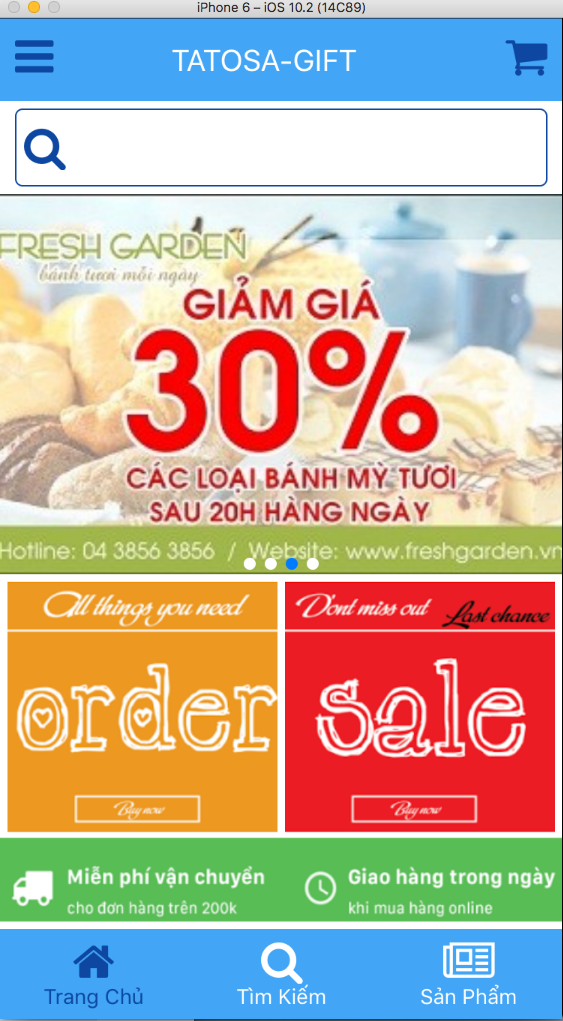 iPhone 6 – iOS 10.2 (14C89)
TATOSA-GIFT
FRESH GARDEN
bánh tươi mỗi ngày
GIẢM GIÁ
30%
CÁC LOẠI BÁNH MỲ TƯƠI
SAU 20H HÀNG NGÀY
Hotline: 04 3856 3856 / Website: www.freshgarden.vn
All things you need
order
Buy now
D'ont miss out
Last chance
sale
Buy now
Miễn phí vận chuyển
cho đơn hàng trên 200k
Giao hàng trong ngày
khi mua hàng online
Trang Chủ
Tìm Kiếm
Sản Phẩm